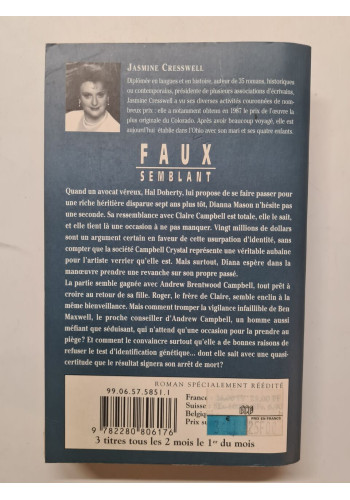 JASMINE CRESSWELL
Diplômée en langues et en histoire, auteur de 35 romans, historiques
ou contemporains, présidente de plusieurs associations d'écrivains,
Jasmine Cresswell a vu ses diverses activités couronnées de nom-
breux prix : elle a notamment obtenu en 1987 le prix de l'œuvre la
plus originale du Colorado. Après avoir beaucoup voyagé, elle est
aujourd'hui établie dans l'Ohio avec son mari et ses quatre enfants.
FAUX
SEMBLANT
Quand un avocat véreux, Hal Doherty, lui propose de se faire passer pour
une riche héritière disparue sept ans plus tôt, Dianna Mason n'hésite pas
une seconde. Sa ressemblance avec Claire Campbell est totale, elle le sait,
et elle tient là une occasion à ne pas manquer. Vingt millions de dollars
sont un argument certain en faveur de cette usurpation d'identité, sans
compter que la société Campbell Crystal représente une véritable aubaine
pour l'artiste verrier qu'elle est. Mais surtout, Diana espère dans la
manœuvre prendre une revanche sur son propre passé.
La partie semble gagnée avec Andrew Brentwood Campbell, tout prêt à
croire au retour de sa fille. Roger, le frère de Claire, semble enclin à la
même bienveillance. Mais comment tromper la vigilance infaillible de Ben
Maxwell, le proche conseiller d'Andrew Campbell, un homme aussi
méfiant que séduisant, qui n'attend qu'une occasion pour la prendre au
piège? Et comment le convaincre surtout qu'elle a de bonnes raisons de
refuser le test d'identification génétique... dont elle sait avec une quasi-
certitude que le résultat signera son arrêt de mort?
ROMAN SPÉCIALEMENT RÉÉDITÉ
99.06.57.5851.1
France
Suisse
Belgiq
Prix su
PRIX EN FRANCE
9 782280 806176
3 titres tous les 2 mois le 1er du mois